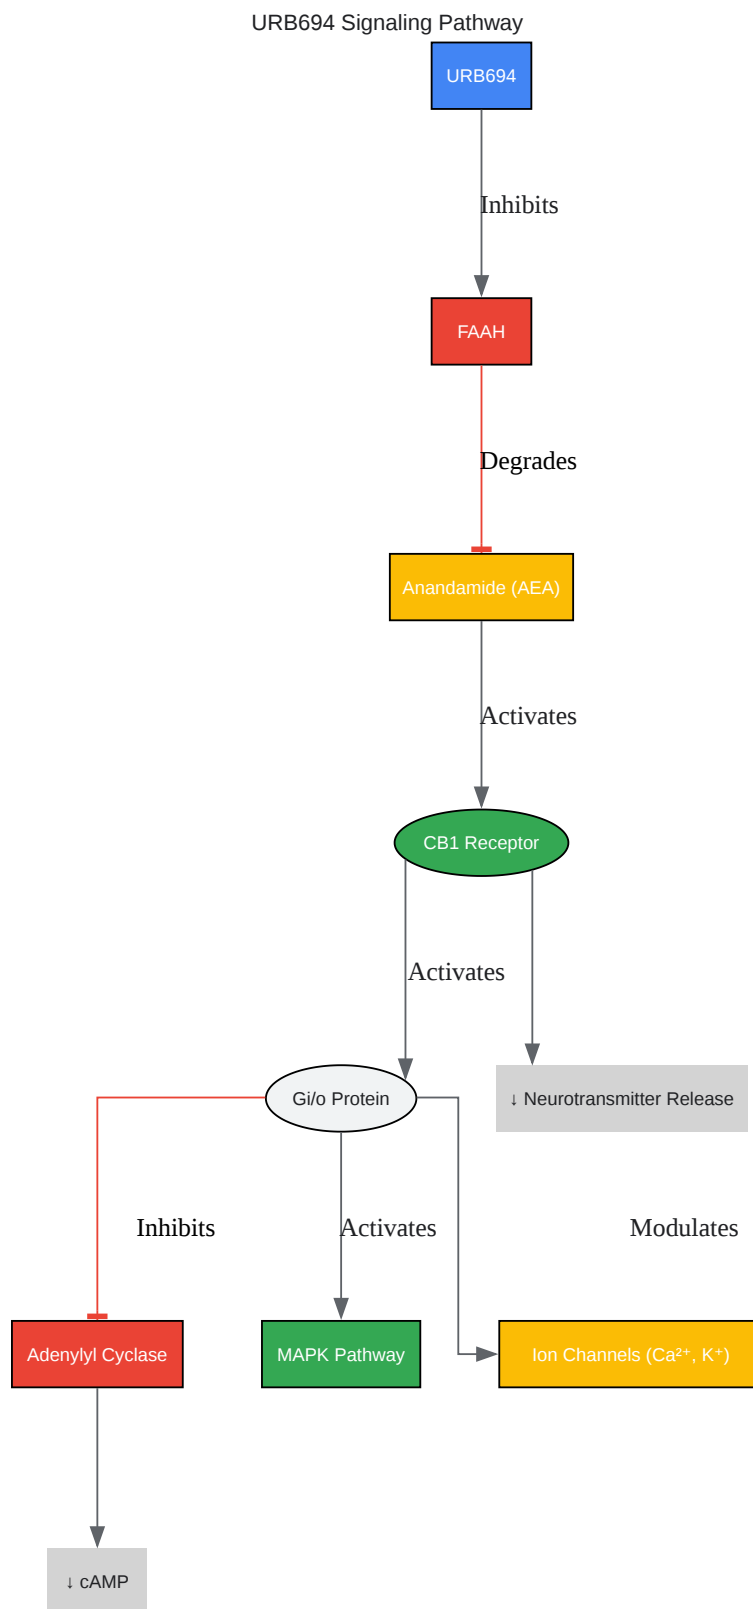 URB694 Signaling Pathway
URB694
Inhibits
FAAH
Degrades
Anandamide (AEA)
Activates
CB1 Receptor
Activates
Gi/o Protein
↓ Neurotransmitter Release
Inhibits
Activates
Modulates
Adenylyl Cyclase
MAPK Pathway
Ion Channels (Ca²⁺, K⁺)
↓ cAMP